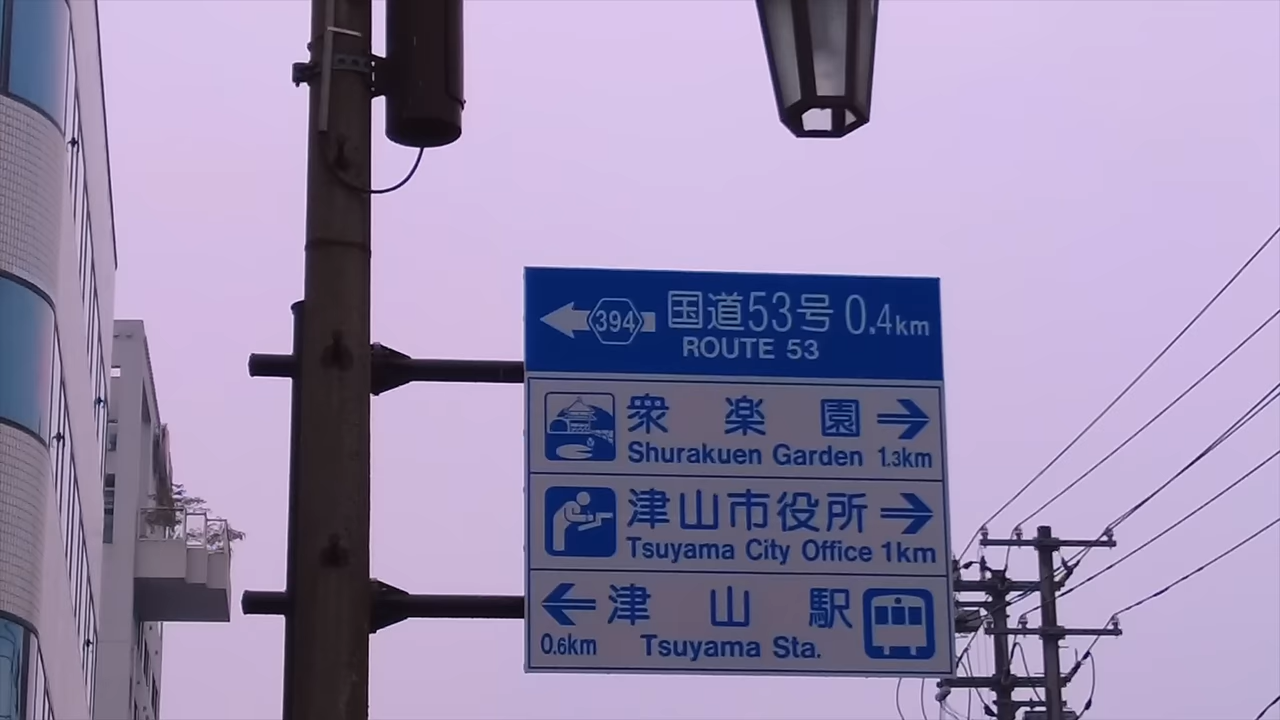 394 国道53号 0.4km
ROUTE 53
衆楽園
Shurakuen Garden 1.3km
津山市役所
Tsuyama City Office 1km
津山駅
0.6km Tsuyama Sta.